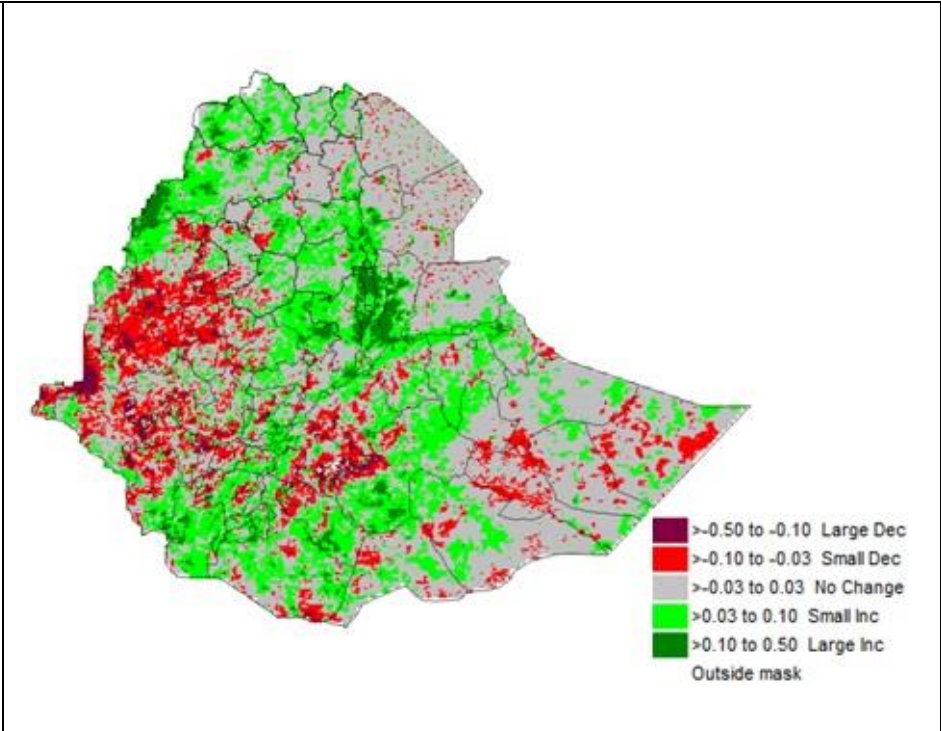 >-0.50 to -0.10 Large Dec
>-0.10 to -0.03 Small Dec
>-0.03 to 0.03 No Change
>0.03 to 0.10 Small Inc
>0.10 to 0.50 Large Inc
Outside mask